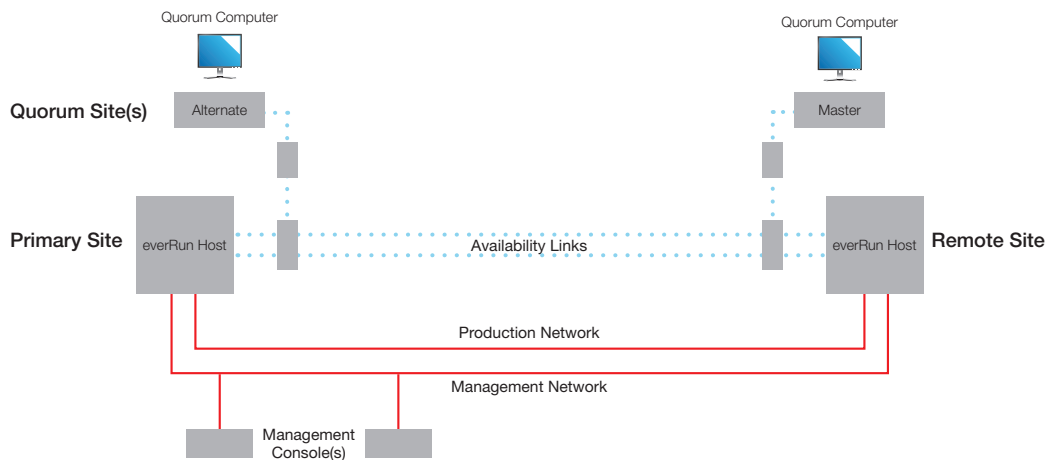 Quorum Computer
Quorum Computer
Quorum Site(s)
Alternate
Master
Primary Site
everRun Host
Availability Links
everRun Host
Remote Site
Production Network
Management Network
Management
Console(s)